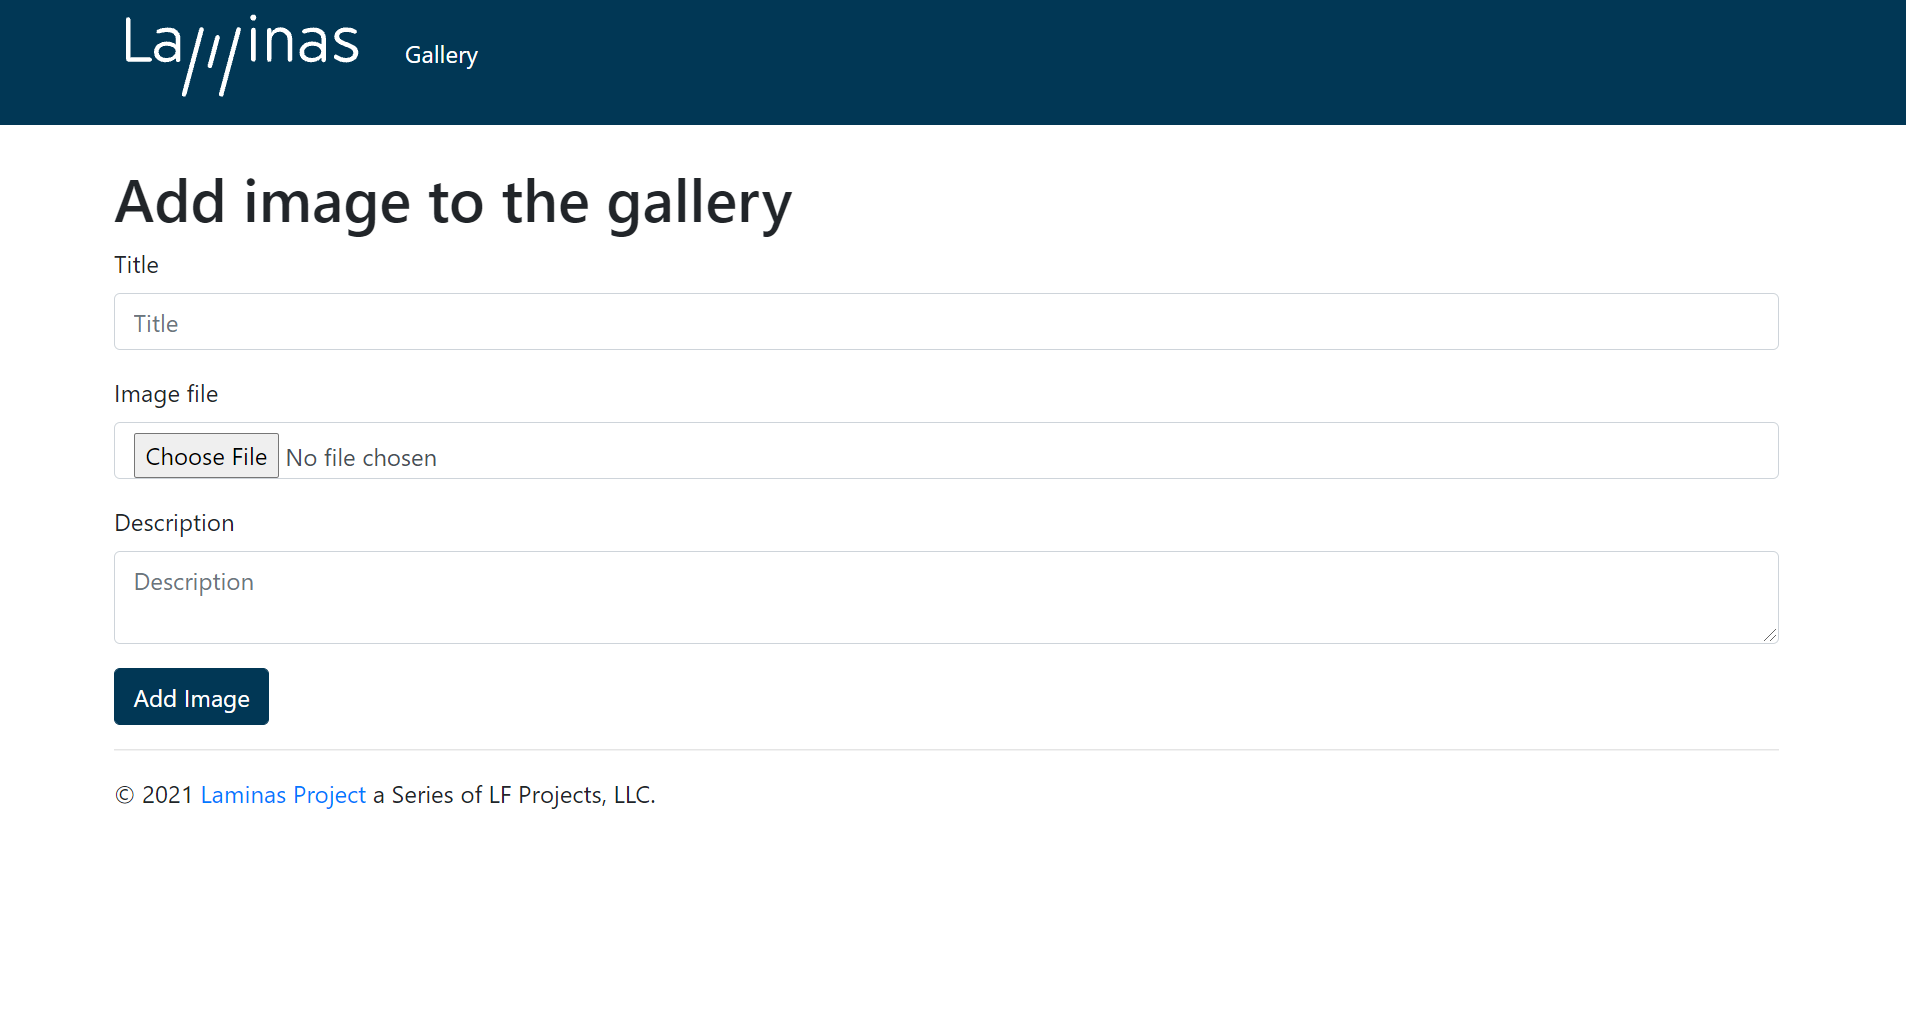 Laminas
Gallery
Add image to the gallery
Title
Title
Image file
Choose File No file chosen
Description
Description
Add Image
© 2021 Laminas Project a Series of LF Projects, LLC.